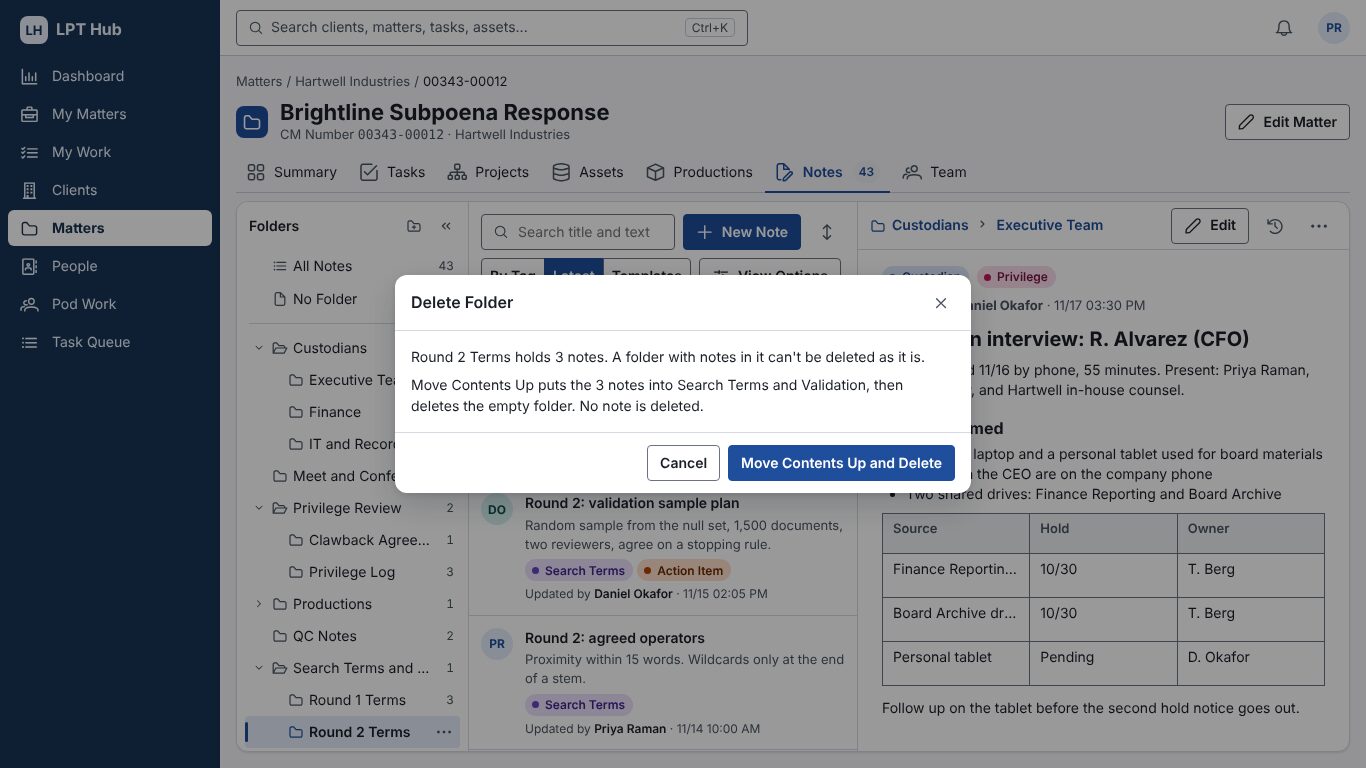 LH LPT Hub
Search clients, matters, tasks, assets... Ctrl+K
PR
Dashboard
My Matters
My Work
Clients
Matters
People
Pod Work
Task Queue
Matters / Hartwell Industries / 00343-00012
Brightline Subpoena Response
CM Number 00343-00012 · Hartwell Industries
Edit Matter
Summary Tasks Projects Assets Productions Notes 43 Team
Folders
All Notes 43
No Folder
Custodians
Executive Te
Finance
IT and Recor
Meet and Confe
Privilege Review 2
Clawback Agree... 1
Privilege Log 3
Productions 1
QC Notes 2
Search Terms and ... 1
Round 1 Terms 3
Round 2 Terms
Search title and text New Note
By Tag Latest Templates View Options
Delete Folder
Round 2 Terms holds 3 notes. A folder with notes in it can't be deleted as it is.
Move Contents Up puts the 3 notes into Search Terms and Validation, then
deletes the empty folder. No note is deleted.
Cancel Move Contents Up and Delete
DO
Round 2: validation sample plan
Random sample from the null set, 1,500 documents,
two reviewers, agree on a stopping rule.
Search Terms Action Item
Updated by Daniel Okafor · 11/15 02:05 PM
PR
Round 2: agreed operators
Proximity within 15 words. Wildcards only at the end
of a stem.
Search Terms
Updated by Priya Raman · 11/14 10:00 AM
Custodians Executive Team Edit
Custodian Privilege
niel Okafor · 11/17 03:30 PM
n interview: R. Alvarez (CFO)
d 11/16 by phone, 55 minutes. Present: Priya Raman,
, and Hartwell in-house counsel.
med
laptop and a personal tablet used for board materials
the CEO are on the company phone
Two shared drives: Finance Reporting and Board Archive
Source Hold Owner
Finance Reportin... 10/30 T. Berg
Board Archive dr... 10/30 T. Berg
Personal tablet Pending D. Okafor
Follow up on the tablet before the second hold notice goes out.